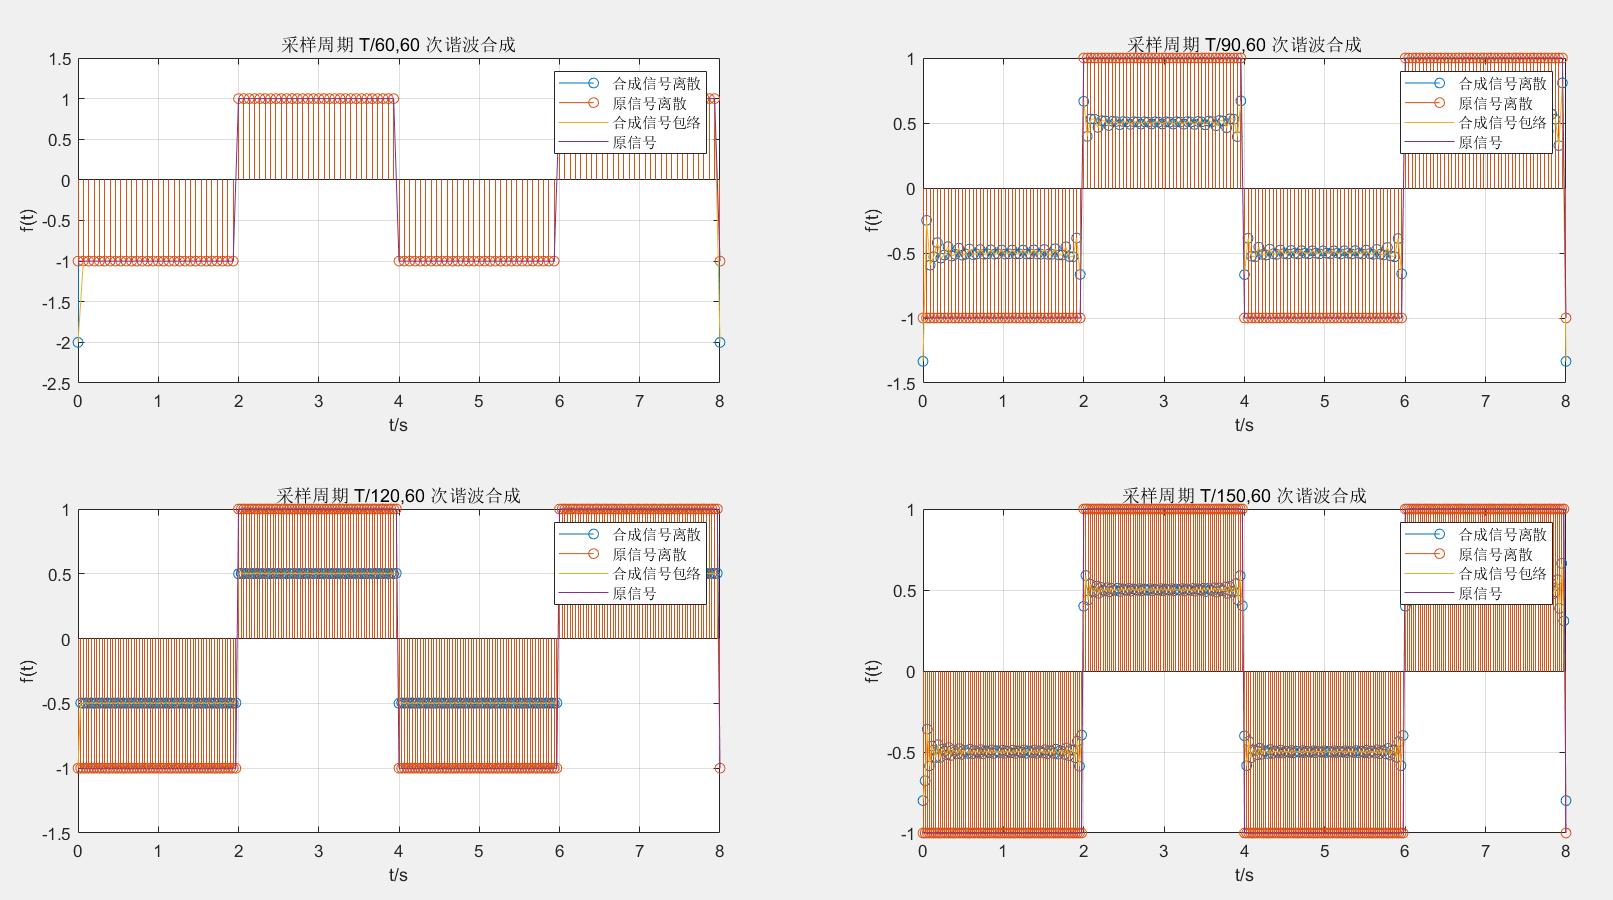 采样周期 T/60,60 次谐波合成
1.5
1
0.5
0
-0.5
-1
-1.5
-2
-2.5
f(t)
0 1 2 3 4 5 6 7 8
t/s
合成信号离散
原信号离散
合成信号包络
原信号
采样周期 T/90,60 次谐波合成
1
0.5
0
-0.5
-1
-1.5
f(t)
0 1 2 3 4 5 6 7 8
t/s
合成信号离散
原信号离散
合成信号包络
原信号
采样周期 T/120,60 次谐波合成
1
0.5
0
-0.5
-1
-1.5
f(t)
0 1 2 3 4 5 6 7 8
t/s
合成信号离散
原信号离散
合成信号包络
原信号
采样周期 T/150,60 次谐波合成
1
0.5
0
-0.5
-1
f(t)
0 1 2 3 4 5 6 7 8
t/s
合成信号离散
原信号离散
合成信号包络
原信号